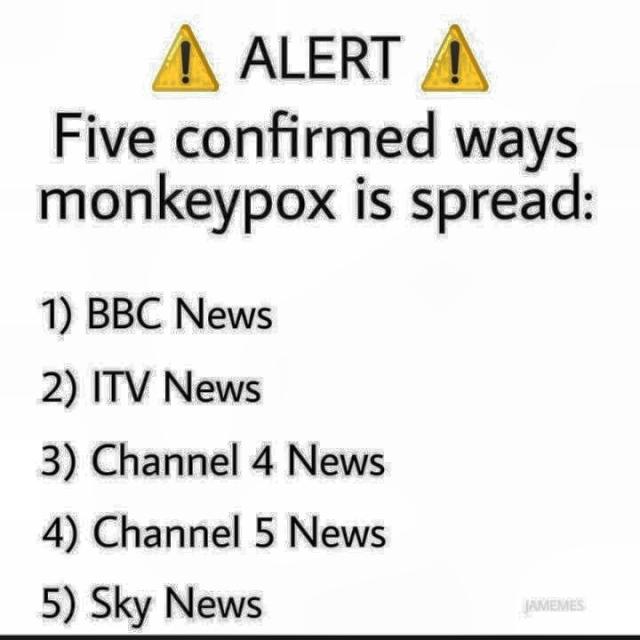 ⚠️ ALERT ⚠️
Five confirmed ways
monkeypox is spread:
1) BBC News
2) ITV News
3) Channel 4 News
4) Channel 5 News
5) Sky News
JAMEMES